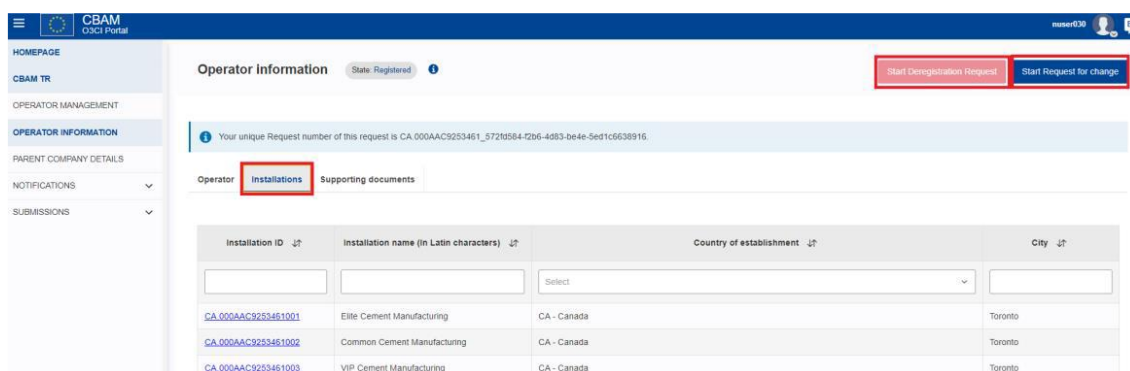 CBAM
O3CI Portal
nuser030
HOMEPAGE
CBAM TR
OPERATOR MANAGEMENT
OPERATOR INFORMATION
PARENT COMPANY DETAILS
NOTIFICATIONS
SUBMISSIONS
Operator information State: Registered
Start Deregistration Request Start Request for change
Your unique Request number of this request is CA.000AAC9253461_572fd584-f2b6-4d83-be4e-5ed1c6638916.
Operator Installations Supporting documents
Installation ID Installation name (In Latin characters) Country of establishment City
Select
CA.000AAC9253461001 Elite Cement Manufacturing CA - Canada Toronto
CA.000AAC9253461002 Common Cement Manufacturing CA - Canada Toronto
CA.000AAC9253461003 VIP Cement Manufacturing CA - Canada Toronto